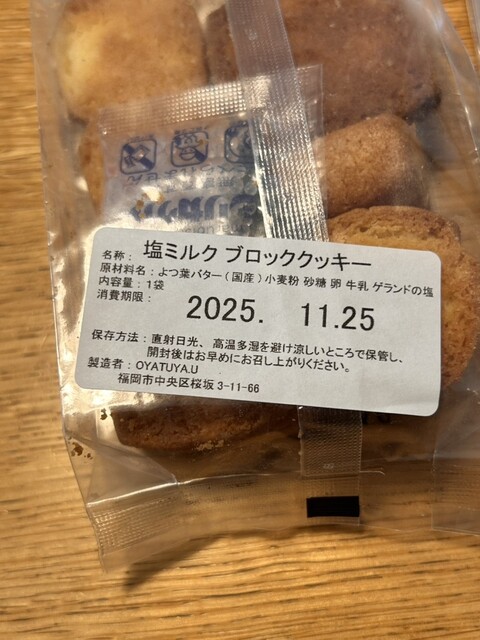 名称： 塩ミルク ブロッククッキー
原材料名：よつ葉バター（国産）小麦粉 砂糖 卵 牛乳 ゲランドの塩
内容量：1袋
消費期限：
2025. 11.25
保存方法：直射日光、高温多湿を避け涼しいところで保管し、
開封後はお早めにお召し上がりください。
製造者：OYATUYA.U
福岡市中央区桜坂 3-11-66